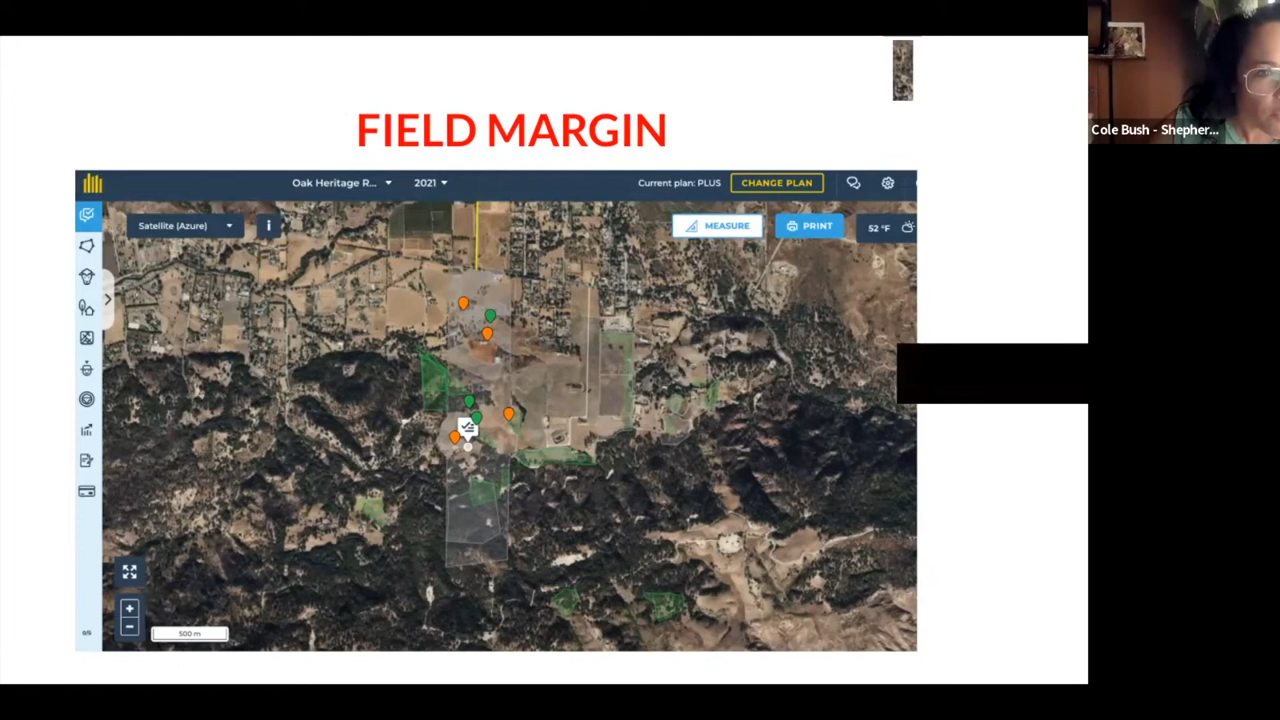 FIELD MARGIN
Cole Bush - Shepher...
Oak Heritage R... 2021 Current plan: PLUS CHANGE PLAN
Satellite (Azure) i MEASURE PRINT 52 °F
+
−
500 m